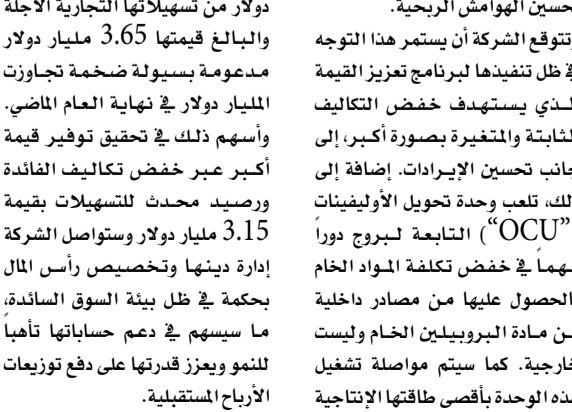 تحسين الهوامش الربحية.
وتتوقع الشركة أن يستمر هذا التوجه
في ظل تنفيذها لبرنامج تعزيز القيمة
الـذي يستهدف خفض التكاليف
الثابتة والمتغيرة بصورة أكبر، إلى
جانب تحسين الإيرادات. إضافة إلى
ذلك، تلعب وحدة تحويل الأوليفينات
("OCU") التابعة لبروج دوراً
مهماً في خفض تكلفة المواد الخام
بالحصول عليها من مصادر داخلية
من مادة البروبيلين الخام وليست
خارجية. كما سيتم مواصلة تشغيل
هذه الوحدة بأقصى طاقتها الإنتاجية
دولار من تسهيلاتها التجارية الآجلة
والبالغ قيمتها 3.65 مليار دولار
مدعومة بسيولة ضخمة تجاوزت
المليار دولار في نهاية العام الماضي.
وأسهم ذلك في تحقيق توفير قيمة
أكبر عبر خفض تكاليف الفائدة
ورصيد محدث للتسهيلات بقيمة
3.15 مليار دولار وستواصل الشركة
إدارة دينها وتخصيص رأس المال
بحكمة في ظل بيئة السوق السائدة،
ما سيسهم في دعم حساباتها تأهباً
للنمو ويعزز قدرتها على دفع توزيعات
الأرباح المستقبلية.